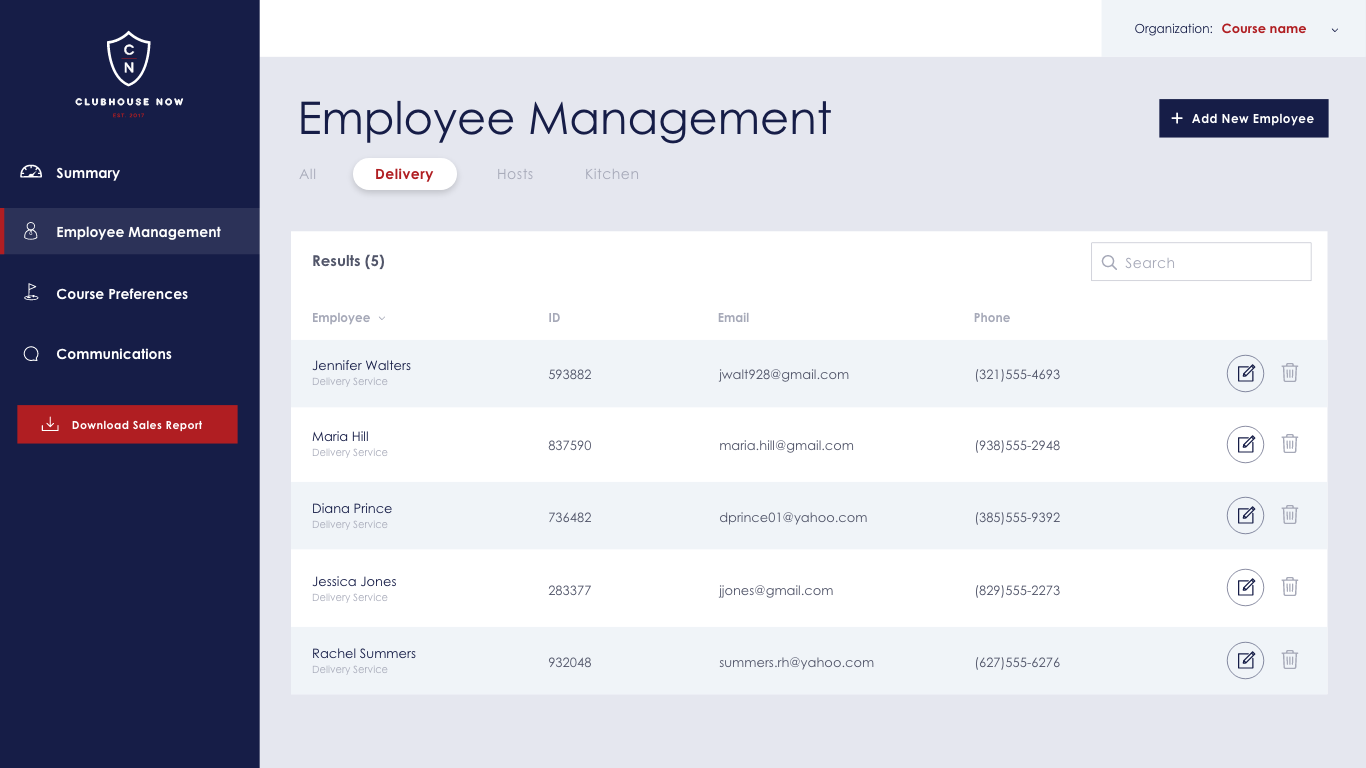 C
N
CLUBHOUSE NOW
EST. 2017
Summary
Employee Management
Course Preferences
Communications
Download Sales Report
Organization: Course name
Employee Management
+ Add New Employee
All Delivery Hosts Kitchen
Results (5)
Search
Employee ID Email Phone
Jennifer Walters
Delivery Service
593882 jwalt928@gmail.com (321)555-4693
Maria Hill
Delivery Service
837590 maria.hill@gmail.com (938)555-2948
Diana Prince
Delivery Service
736482 dprince01@yahoo.com (385)555-9392
Jessica Jones
Delivery Service
283377 jjones@gmail.com (829)555-2273
Rachel Summers
Delivery Service
932048 summers.rh@yahoo.com (627)555-6276